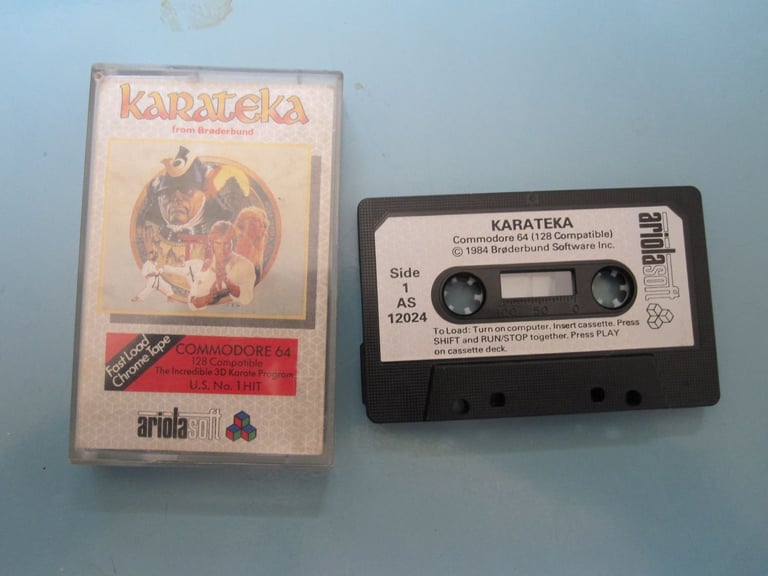 KARATEKA
from Brøderbund
Fast Load
Chrome Tape
COMMODORE 64
128 Compatible
The Incredible 3D Karate Program
U.S. No. 1 HIT
ariolasoft
KARATEKA
Commodore 64 (128 Compatible)
© 1984 Brøderbund Software Inc.
Side
1
AS
12024
100 50 0
To Load: Turn on computer. Insert cassette. Press
SHIFT and RUN/STOP together. Press PLAY
on cassette deck.
ariolasoft